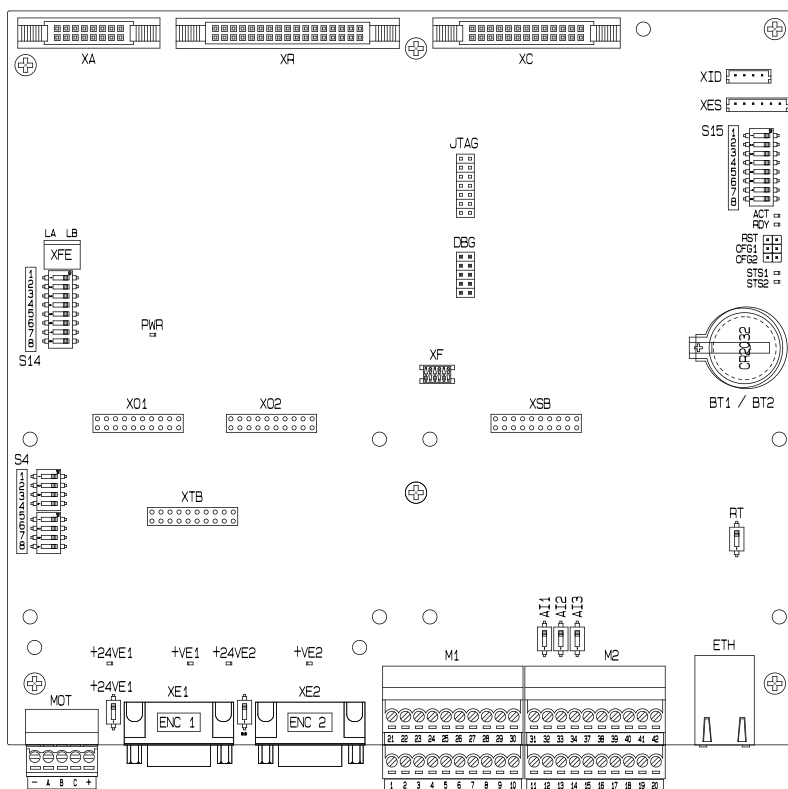 XA XR XC
XID
XES
S15
1
2
3
4
5
6
7
8
JTAG
ACT
RDY
RST
CFG1
CFG2
STS1
STS2
DBG
LA LB
XFE
1
2
3
4
5
6
7
8
S14
PWR
XF
CR2032
BT1 / BT2
XO1 XO2 XSB
S4
1
2
3
4
5
6
7
8
XTB
RT
AI1 AI2 AI3
+24VE1 +VE1 +24VE2 +VE2
M1 M2 ETH
+24VE1
MOT XE1 XE2
ENC 1 ENC 2
21 22 23 24 25 26 27 28 29 30 31 32 33 34 37 38 39 40 41 42
- A B C + 1 2 3 4 5 6 7 8 9 10 11 12 13 14 15 16 17 18 19 20